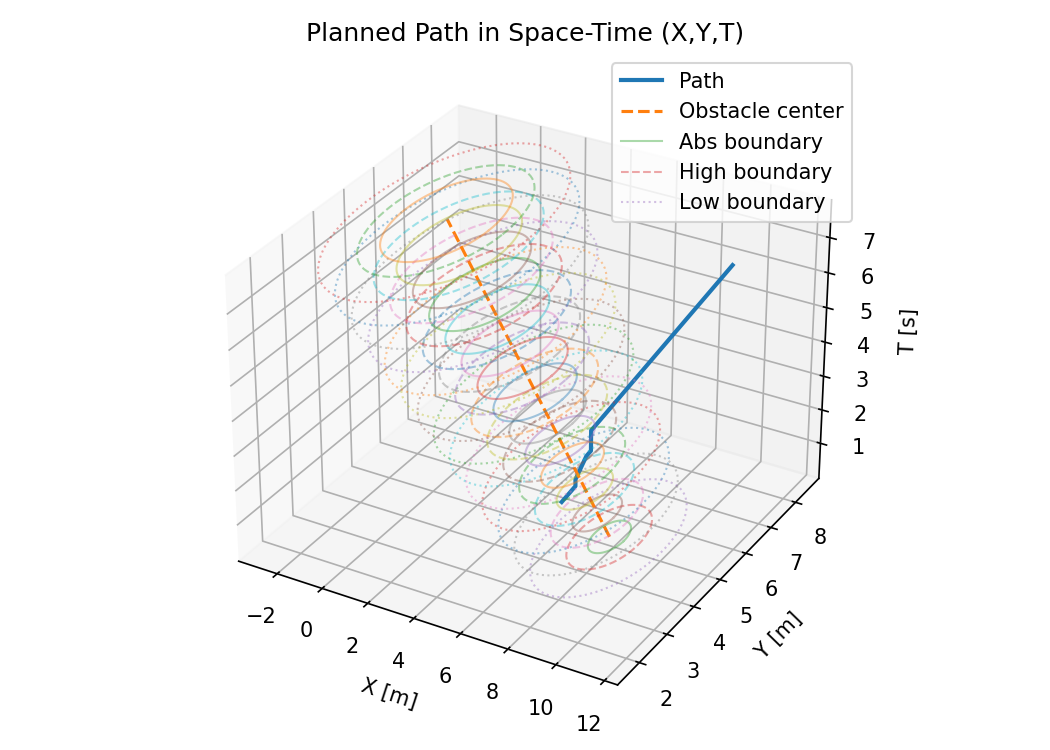 Planned Path in Space-Time (X,Y,T)
Path
Obstacle center
Abs boundary
High boundary
Low boundary
7
6
5
4
3
2
1
T [s]
8
7
6
5
4
3
2
Y [m]
−2
0
2
4
6
8
10
12
X [m]